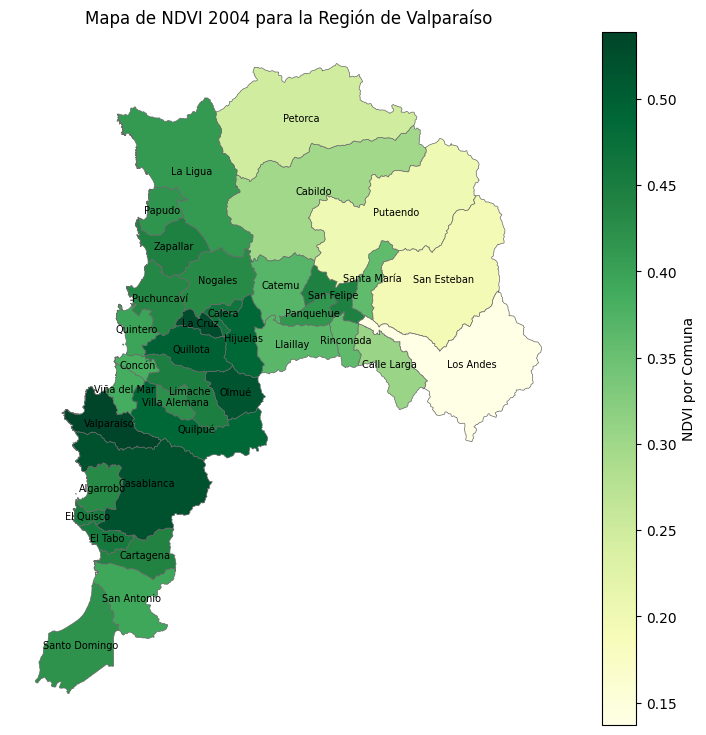 Mapa de NDVI 2004 para la Región de Valparaíso
Petorca
La Ligua
Cabildo
Papudo
Putaendo
Zapallar
Nogales
Catemu
Santa María
San Esteban
Puchuncaví
San Felipe
Calera
Panquehue
La Cruz
Quintero
Hijuelas
Rinconada
Llaillay
Quillota
Concón
Calle Larga
Los Andes
Viña del Mar
Limache
Olmué
Villa Alemana
Valparaíso
Quilpué
Casablanca
Algarrobo
El Quisco
El Tabo
Cartagena
San Antonio
Santo Domingo
0.50
0.45
0.40
0.35
0.30
0.25
0.20
0.15
NDVI por Comuna